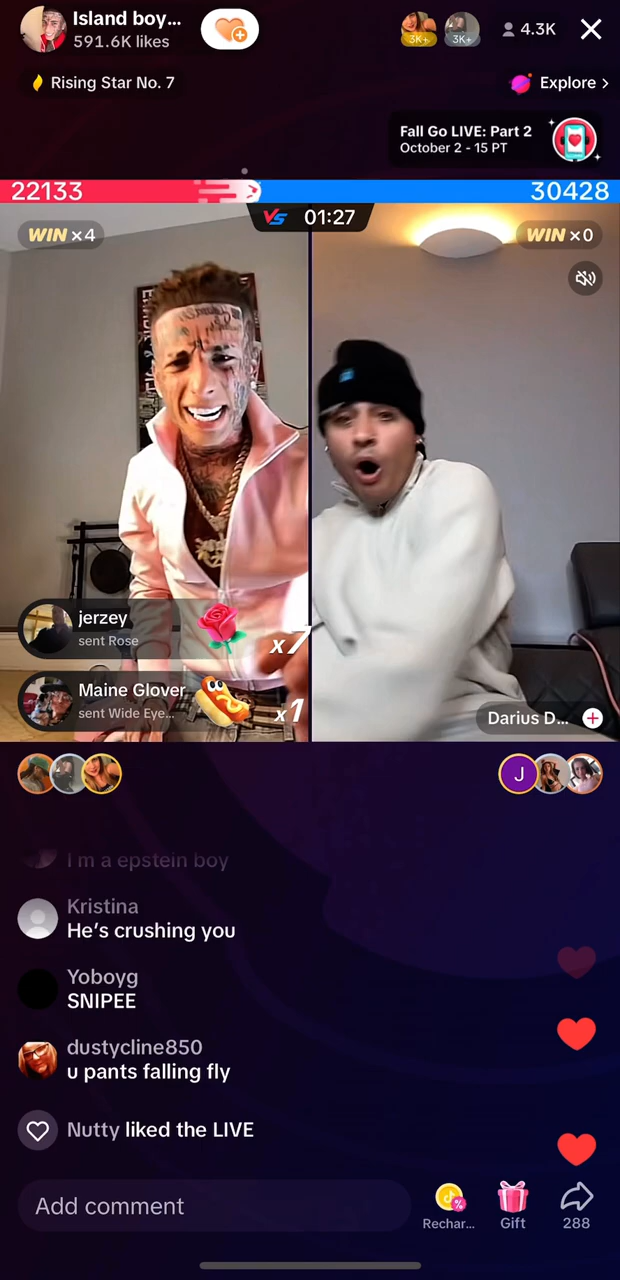 Island boy...
591.6K likes
3K+
3K+
4.3K
Rising Star No. 7
Explore >
Fall Go LIVE: Part 2
October 2 - 15 PT
22133
30428
VS 01:27
WIN x4
WIN x0
jerzey
sent Rose
x7
Maine Glover
sent Wide Eye...
x1
Darius D...
J
I m a epstein boy
Kristina
He's crushing you
Yoboyg
SNIPEE
dustycline850
u pants falling fly
Nutty liked the LIVE
Add comment
Rechar...
Gift
288